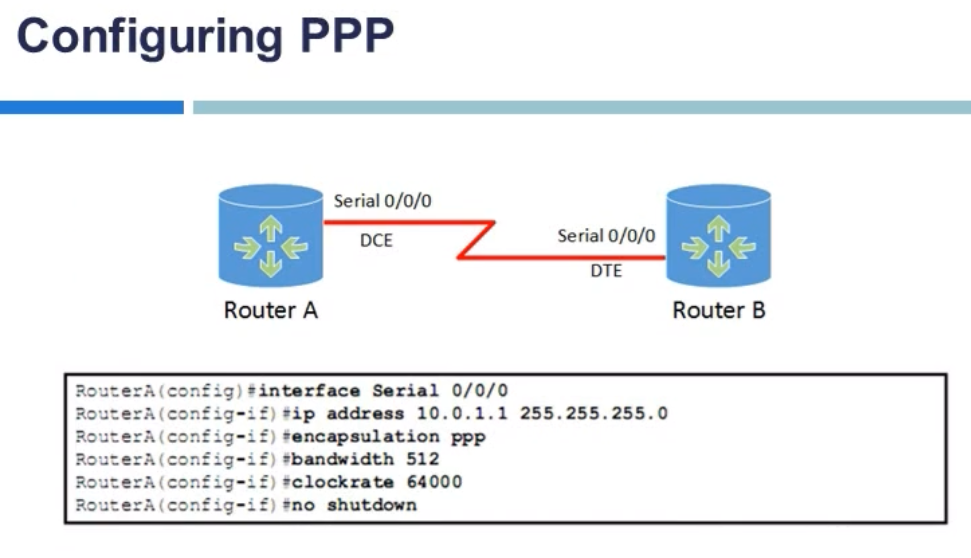 Configuring PPP
Serial 0/0/0
DCE
Serial 0/0/0
DTE
Router A
Router B
RouterA(config)#interface Serial 0/0/0
RouterA(config-if)#ip address 10.0.1.1 255.255.255.0
RouterA(config-if)#encapsulation ppp
RouterA(config-if)#bandwidth 512
RouterA(config-if)#clockrate 64000
RouterA(config-if)#no shutdown